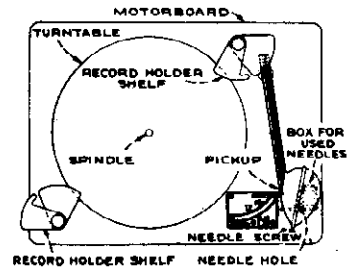 MOTORBOARD
TURNTABLE
RECORD HOLDER
SHELF
BOX FOR
USED
NEEDLES
SPINDLE
PICKUP
NEEDLE SCREW
RECORD HOLDER SHELF
NEEDLE HOLE